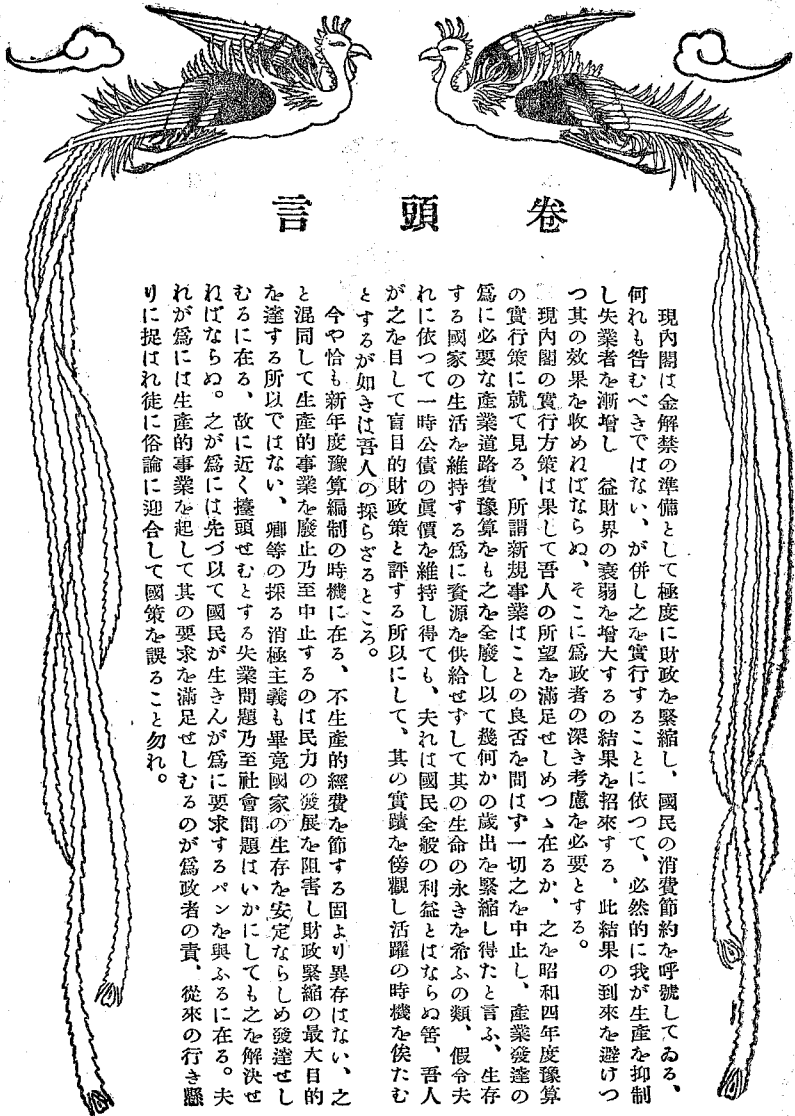 卷頭言
現內閣は金解禁の準備として極度に財政を緊縮し、國民の消費節約を呼號してゐる、
何れも咎むべきではない、が併し之を實行することに依つて、必然的に我が生產を抑制
し失業者を漸增し　益財界の衰弱を增大するの結果を招來する、此結果の到來を避けつ
つ其の效果を收めねばならぬ、そこに爲政者の深き考慮を必要とする。
現內閣の實行方策は果して吾人の所望を滿足せしめつゝ在るか、之を昭和四年度豫算
の實行策に就て見る、所謂新規事業はことの良否を問はず一切之を中止し、產業發達の
爲に必要な產業道路費豫算をも之を全廢し以て幾何かの歲出を緊縮し得たと言ふ、生存
する國家の生活を維持する爲に資源を供給せずして其の生命の永きを希ふの類、假令夫
れに依つて一時公債の眞價を維持し得ても、夫れは國民全般の利益とはならぬ筈、吾人
が之を目して盲目的財政策と評する所以にして、其の實蹟を傍觀し活躍の時機を俟たむ
とするが如きは吾人の採らざるところ。
今や恰も新年度豫算編制の時機に在る、不生產的經費を節する固より異存はない、之
と混同して生產的事業を廢止乃至中止するのは民力の發展を阻害し財政緊縮の最大目的
を達する所以ではない、卿等の採る消極主義も畢竟國家の生存を安定ならしめ發達せし
むるに在る、故に近く擡頭せむとする失業問題乃至社會問題はいかにしても之を解決せ
ねばならぬ。之が爲には先づ以て國民が生きんが爲に要求するパンを與ふるに在る。夫
れが爲には生產的事業を起して其の要求を滿足せしむるのが爲政者の責、從來の行き懸
りに捉はれ徒に俗論に迎合して國策を誤ること勿れ。